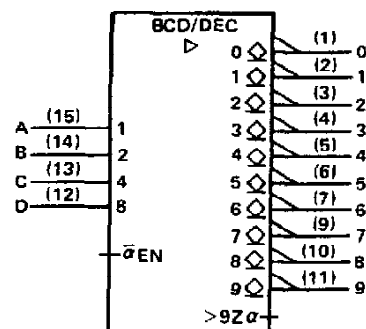 BCD/DEC
▷
0 (1) 0
1 (2) 1
2 (3) 2
3 (4) 3
4 (5) 4
5 (6) 5
6 (7) 6
7 (9) 7
8 (10) 8
9 (11) 9
A (15) 1
B (14) 2
C (13) 4
D (12) 8
ᾱEN
>9Zα